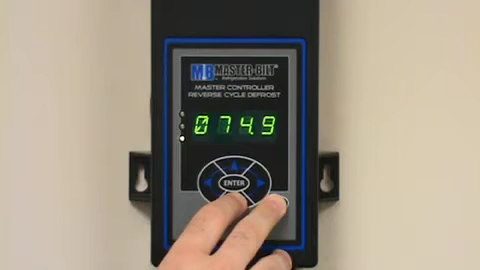 MB MASTER-BILT
Refrigeration Solutions
MASTER CONTROLLER
REVERSE CYCLE DEFROST
074.9
ENTER